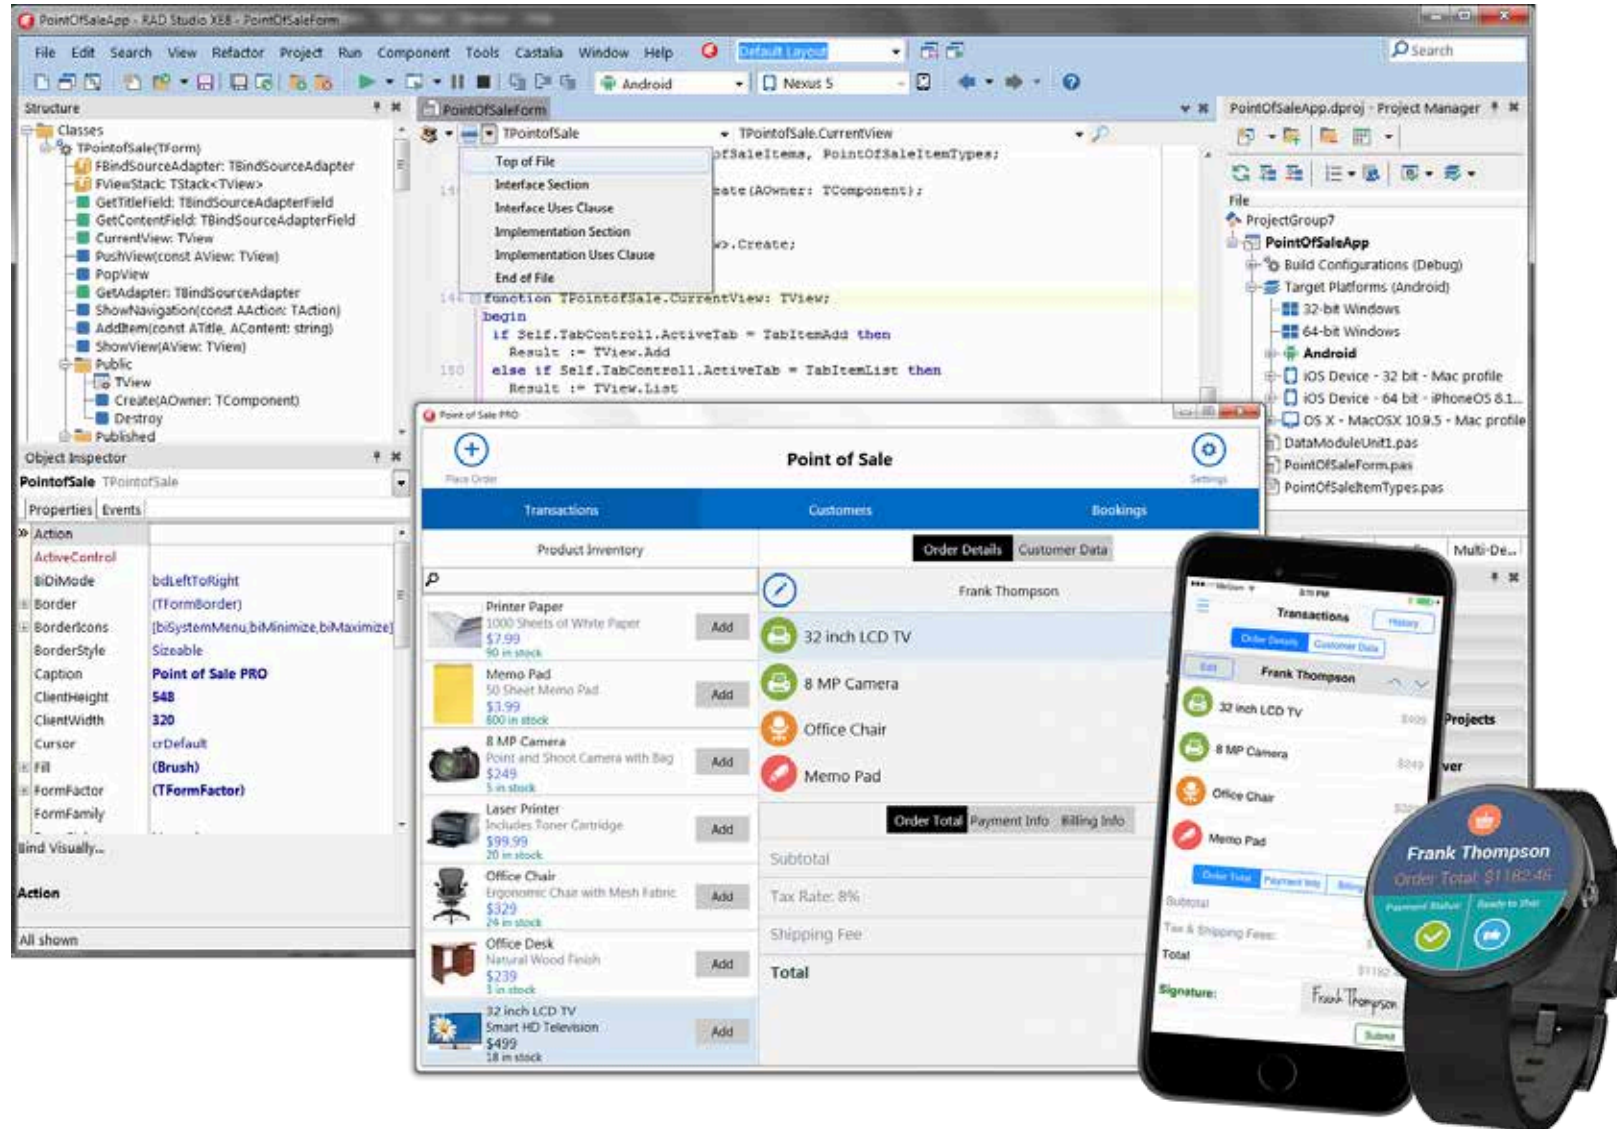 PointOfSaleApp - RAD Studio XE8 - PointOfSaleForm
File Edit Search View Refactor Project Run Component Tools Castalia Window Help
Default Layout
Search
Android
Nexus 5
Structure
Classes
TPointofSale(TForm)
FBindSourceAdapter: TBindSourceAdapter
FViewStack: TStack<TView>
GetTitleField: TBindSourceAdapterField
GetContentField: TBindSourceAdapterField
CurrentView: TView
PushView(const AView: TView)
PopView
GetAdapter: TBindSourceAdapter
ShowNavigation(const AAction: TAction)
AddItem(const ATitle, AContent: string)
ShowView(AView: TView)
Public
TView
Create(AOwner: TComponent)
Destroy
Published
Object Inspector
PointofSale TPointofSale
Properties Events
Action
ActiveControl
BiDiMode bdLeftToRight
Border (TFormBorder)
BorderIcons [biSystemMenu,biMinimize,biMaximize]
BorderStyle Sizeable
Caption Point of Sale PRO
ClientHeight 548
ClientWidth 320
Cursor crDefault
Fill (Brush)
FormFactor (TFormFactor)
FormFamily
Bind Visually...
Action
All shown
PointOfSaleForm
TPointofSale
TPointofSale.CurrentView
Top of File
Interface Section
Interface Uses Clause
Implementation Section
Implementation Uses Clause
End of File
ofSaleItems, PointOfSaleItemTypes;
eate(AOwner: TComponent);
w>.Create;
function TPointofSale.CurrentView: TView;
begin
if Self.TabControl1.ActiveTab = TabItemAdd then
Result := TView.Add
150 else if Self.TabControl1.ActiveTab = TabItemList then
Result := TView.List
PointOfSaleApp.dproj - Project Manager
File
ProjectGroup7
PointOfSaleApp
Build Configurations (Debug)
Target Platforms (Android)
32-bit Windows
64-bit Windows
Android
iOS Device - 32 bit - Mac profile
iOS Device - 64 bit - iPhoneOS 8.1...
OS X - MacOSX 10.9.5 - Mac profile
DataModuleUnit1.pas
PointOfSaleForm.pas
PointOfSaleItemTypes.pas
Multi-De...
Projects
ver
Point of Sale PRO
Place Order
Point of Sale
Settings
Transactions Customers Bookings
Product Inventory
Order Details Customer Data
Printer Paper
1000 Sheets of White Paper
$7.99
90 in stock
Add
Memo Pad
50 Sheet Memo Pad
$3.99
800 in stock
Add
8 MP Camera
Point and Shoot Camera with Bag
$249
5 in stock
Add
Laser Printer
Includes Toner Cartridge
$99.99
20 in stock
Add
Office Chair
Ergonomic Chair with Mesh Fabric
$329
24 in stock
Add
Office Desk
Natural Wood Finish
$239
in stock
Add
32 inch LCD TV
Smart HD Television
$499
18 in stock
Add
Frank Thompson
32 inch LCD TV
8 MP Camera
Office Chair
Memo Pad
Order Total Payment Info Billing Info
Subtotal
Tax Rate: 8%
Shipping Fee
Total
Verizon
Transactions
History
Order Details Customer Data
Edit
Frank Thompson
32 inch LCD TV
8 MP Camera
$249
Office Chair
Memo Pad
Order Total Payment Info
Subtotal
Tax & Shipping Fees:
Total
Signature:
Frank Thompson
Submit
Frank Thompson
Order Total: $1182.46
Payment Status: Ready to Ship